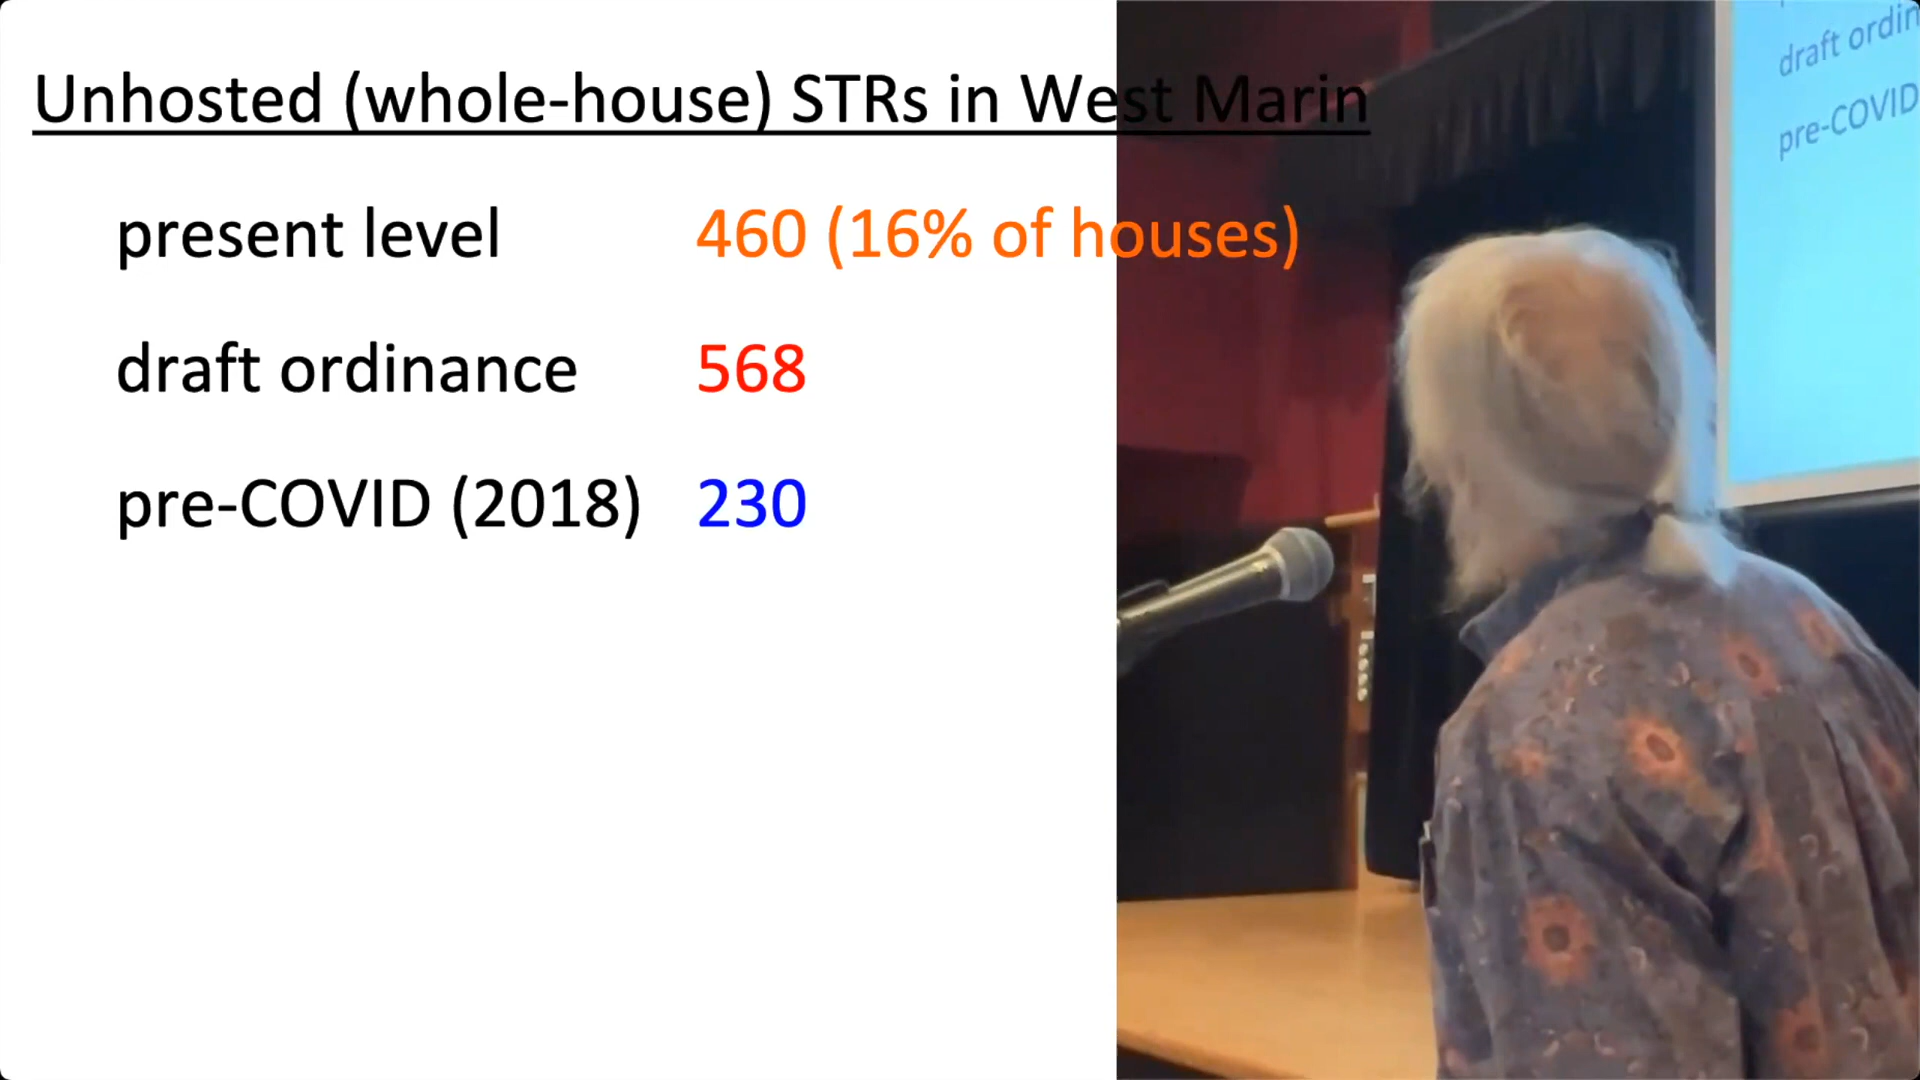 Unhosted (whole-house) STRs in West Marin
present level 460 (16% of houses)
draft ordinance 568
pre-COVID (2018) 230
draft ordin
pre-COVID